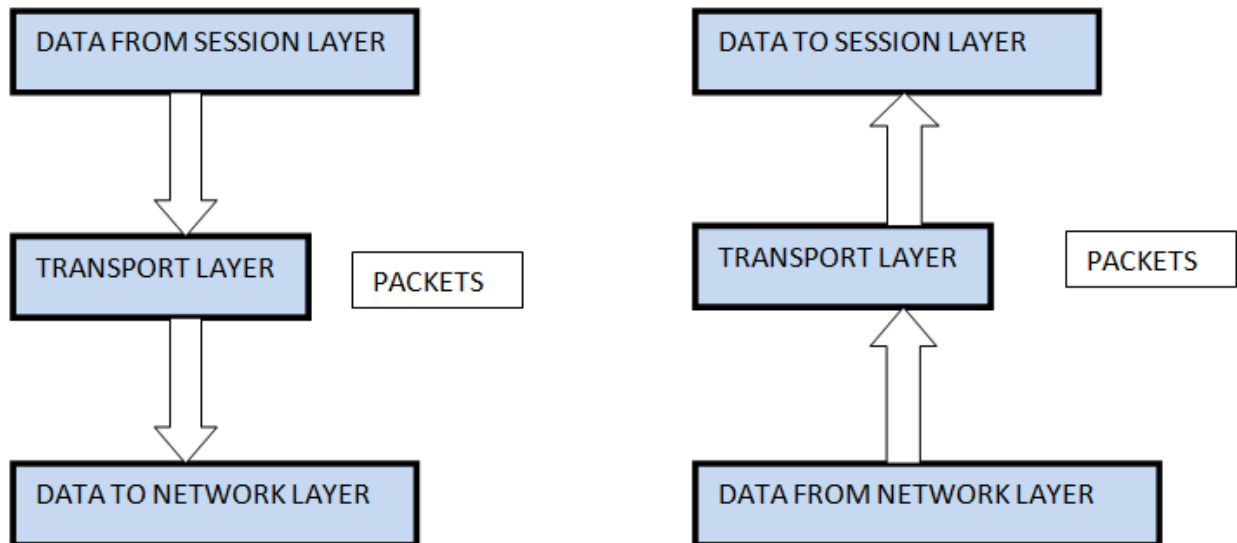 DATA FROM SESSION LAYER
DATA TO SESSION LAYER
TRANSPORT LAYER
PACKETS
TRANSPORT LAYER
PACKETS
DATA TO NETWORK LAYER
DATA FROM NETWORK LAYER